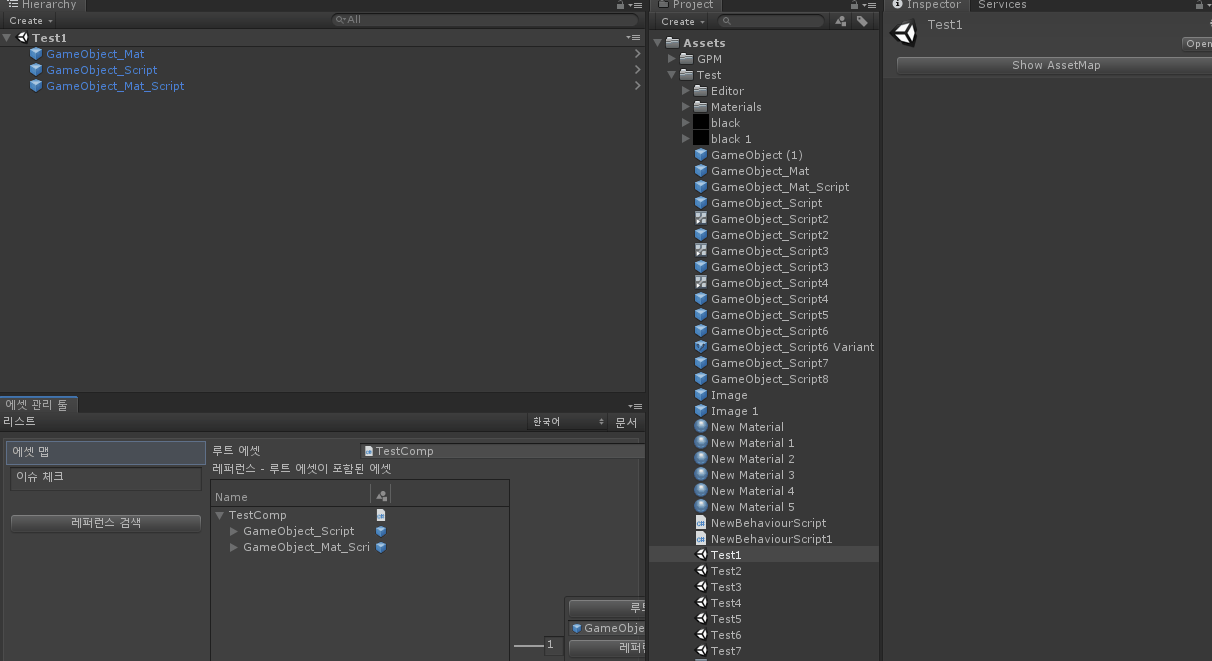 Hierarchy
Create
All
Test1
GameObject_Mat
GameObject_Script
GameObject_Mat_Script
에셋 관리 툴
리스트
한국어
문서
에셋 맵
이슈 체크
레퍼런스 검색
루트 에셋
TestComp
레퍼런스 - 루트 에셋이 포함된 에셋
Name
TestComp
GameObject_Script
GameObject_Mat_Scri
루트
GameObje
1
레퍼
Project
Create
Assets
GPM
Test
Editor
Materials
black
black 1
GameObject (1)
GameObject_Mat
GameObject_Mat_Script
GameObject_Script
GameObject_Script2
GameObject_Script2
GameObject_Script3
GameObject_Script3
GameObject_Script4
GameObject_Script4
GameObject_Script5
GameObject_Script6
GameObject_Script6 Variant
GameObject_Script7
GameObject_Script8
Image
Image 1
New Material
New Material 1
New Material 2
New Material 3
New Material 4
New Material 5
NewBehaviourScript
NewBehaviourScript1
Test1
Test2
Test3
Test4
Test5
Test6
Test7
Inspector
Services
Test1
Open
Show AssetMap